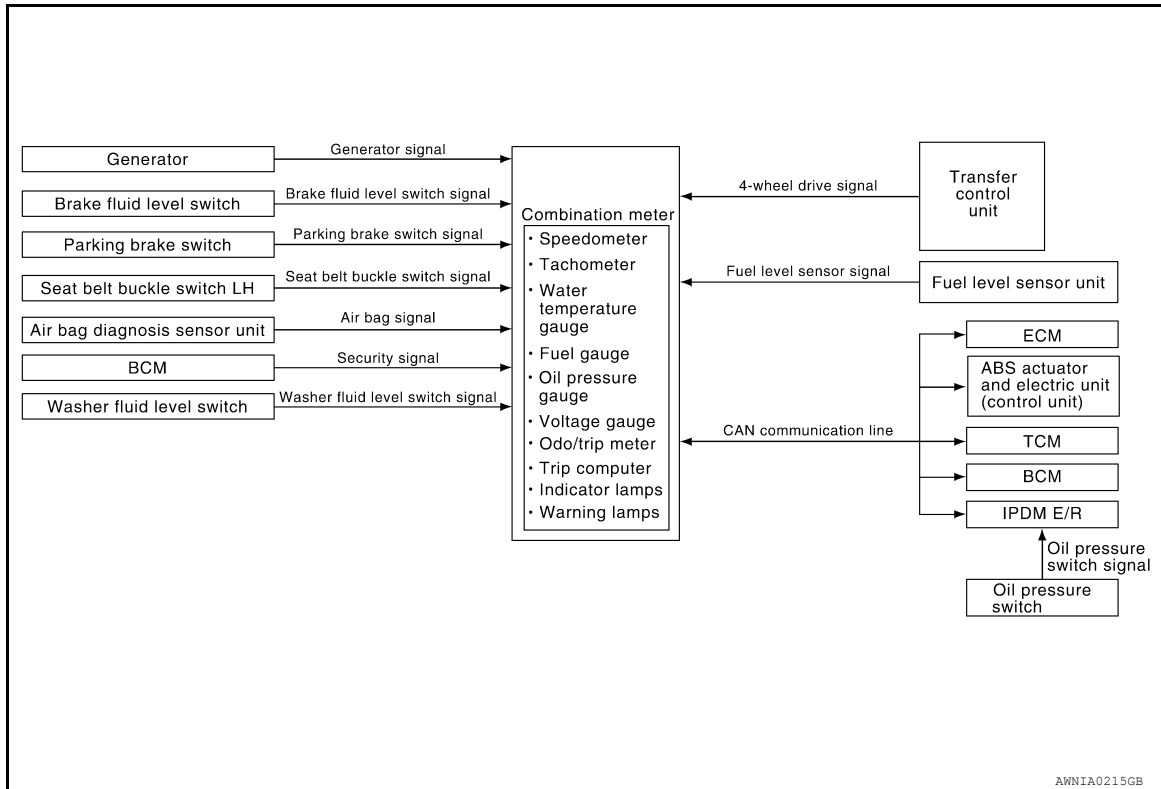 Generator
Generator signal
Brake fluid level switch
Brake fluid level switch signal
Parking brake switch
Parking brake switch signal
Seat belt buckle switch LH
Seat belt buckle switch signal
Air bag diagnosis sensor unit
Air bag signal
BCM
Security signal
Washer fluid level switch
Washer fluid level switch signal
Combination meter
· Speedometer
· Tachometer
· Water
temperature
gauge
· Fuel gauge
· Oil pressure
gauge
· Voltage gauge
· Odo/trip meter
· Trip computer
· Indicator lamps
· Warning lamps
4-wheel drive signal
Transfer
control
unit
Fuel level sensor signal
Fuel level sensor unit
CAN communication line
ECM
ABS actuator
and electric unit
(control unit)
TCM
BCM
IPDM E/R
Oil pressure
switch signal
Oil pressure
switch
AWNIA0215GB